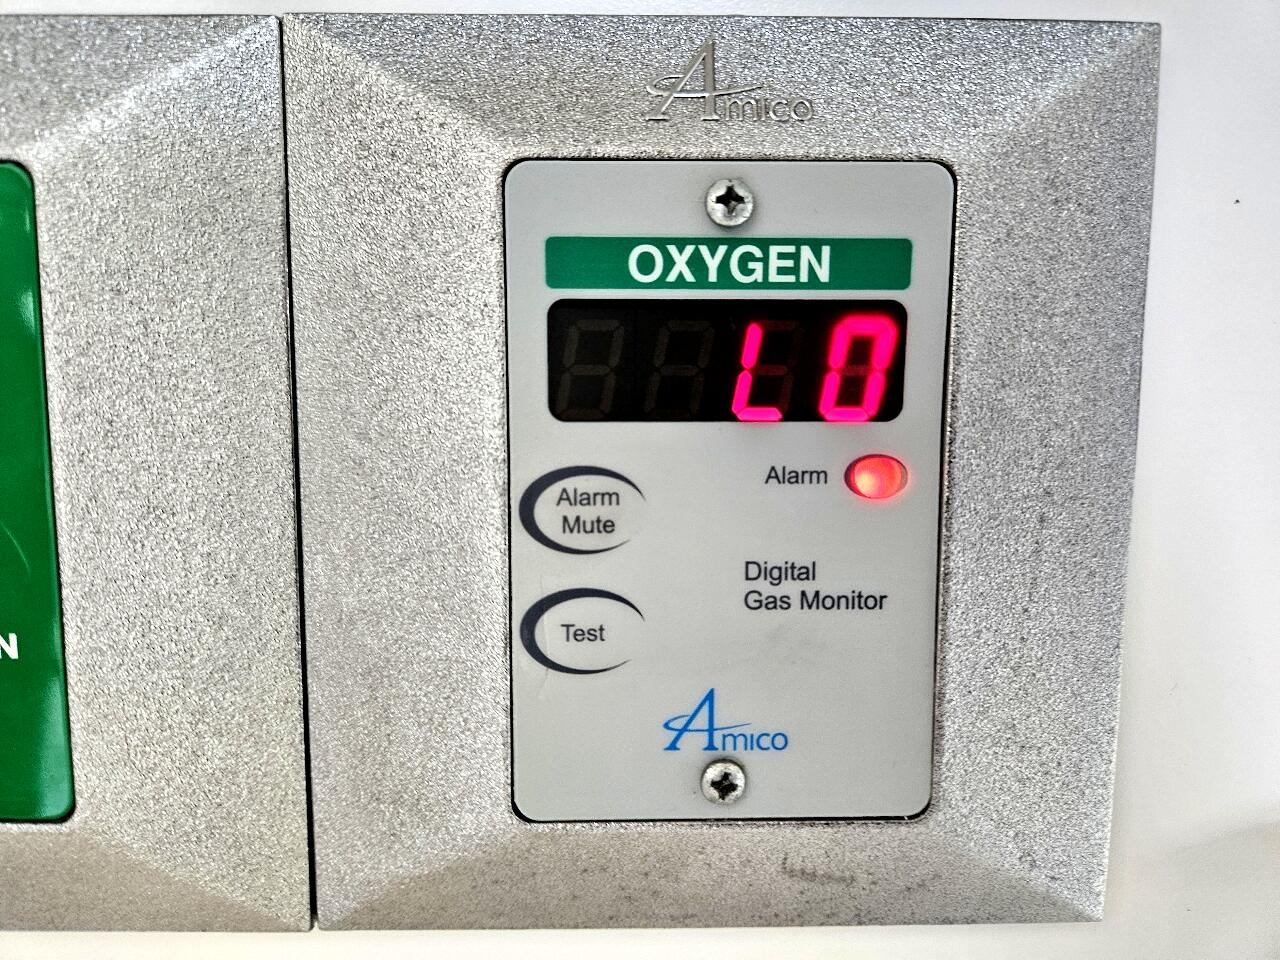 Amico
OXYGEN
LO
Alarm
Alarm
Mute
Digital
Gas Monitor
Test
N
Amico